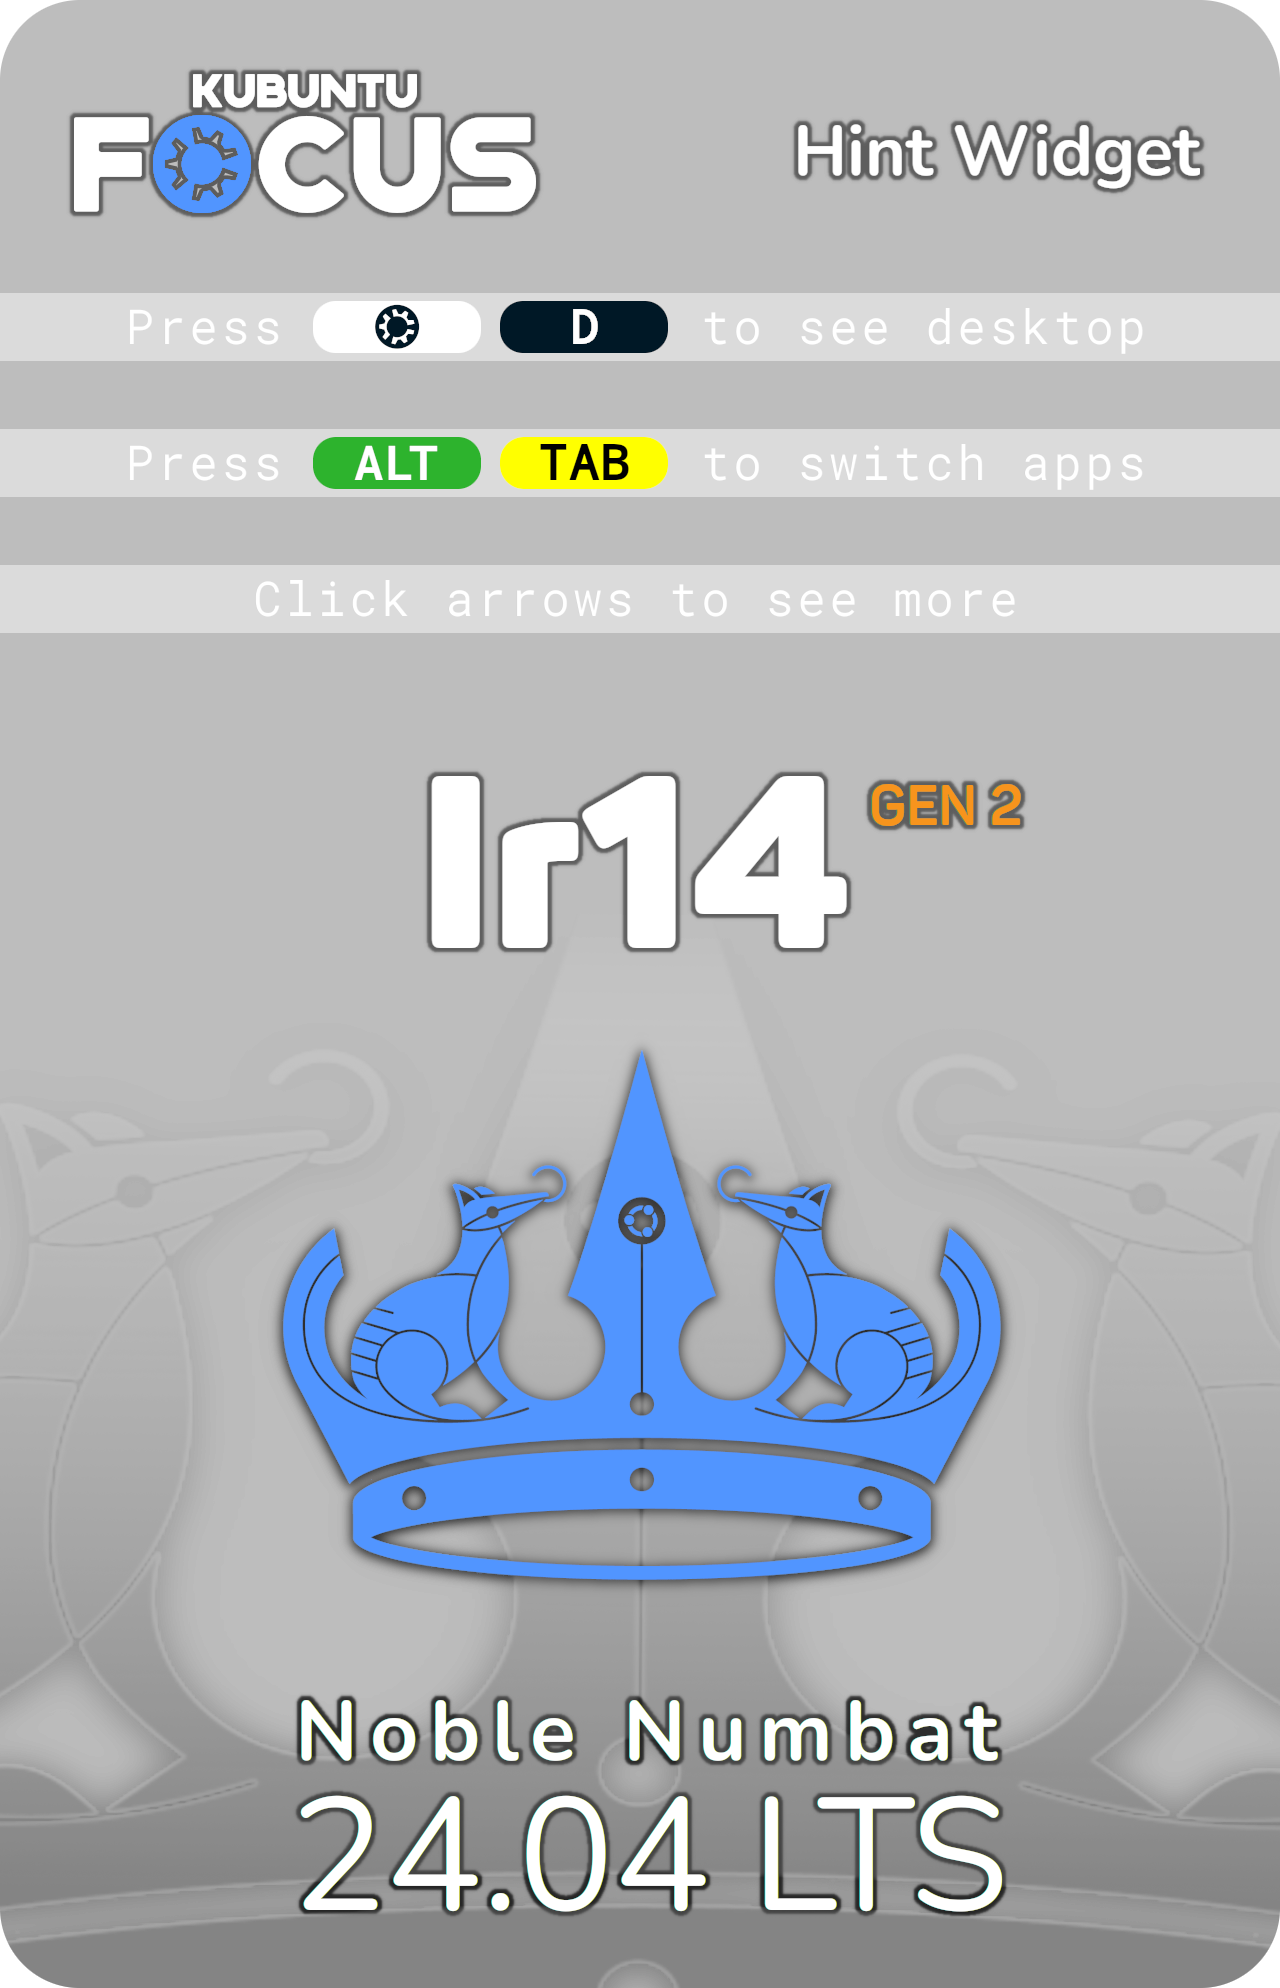 KUBUNTU
FOCUS
Hint Widget
Press D to see desktop
Press ALT TAB to switch apps
Click arrows to see more
Ir14 GEN 2
Noble Numbat
24.04 LTS